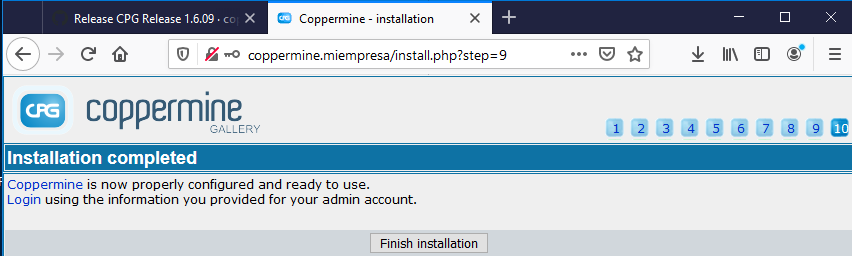 Release CPG Release 1.6.09 · co
Coppermine - installation
coppermine.miempresa/install.php?step=9
CPG coppermine
GALLERY
1 2 3 4 5 6 7 8 9 10
Installation completed
Coppermine is now properly configured and ready to use.
Login using the information you provided for your admin account.
Finish installation